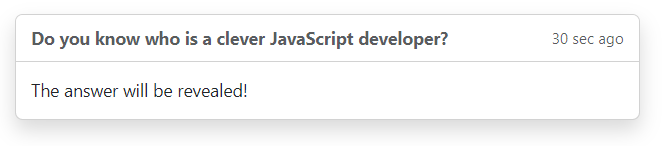 Do you know who is a clever JavaScript developer? 30 sec ago
The answer will be revealed!